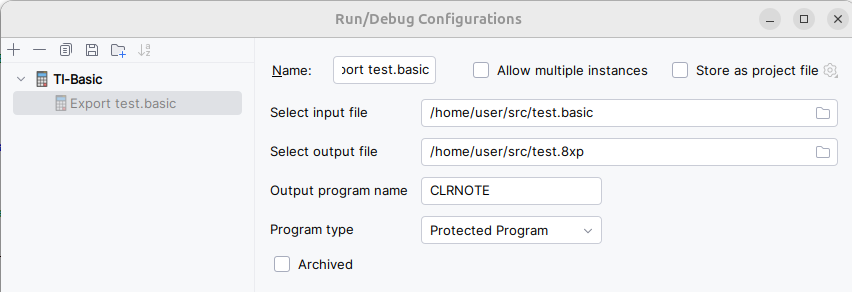 Run/Debug Configurations
TI-Basic
Export test.basic
Name: port test.basic Allow multiple instances Store as project file
Select input file /home/user/src/test.basic
Select output file /home/user/src/test.8xp
Output program name CLRNOTE
Program type Protected Program
Archived